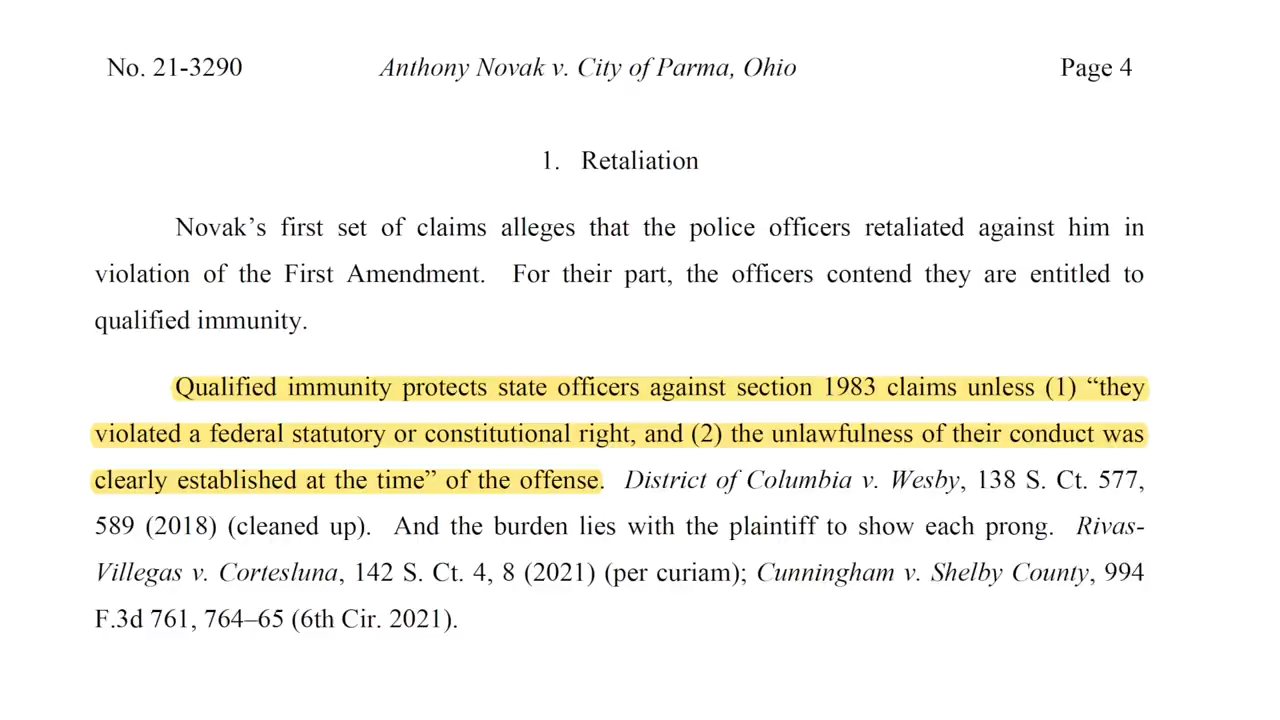 No. 21-3290 Anthony Novak v. City of Parma, Ohio Page 4
1. Retaliation
Novak’s first set of claims alleges that the police officers retaliated against him in
violation of the First Amendment. For their part, the officers contend they are entitled to
qualified immunity.
Qualified immunity protects state officers against section 1983 claims unless (1) “they
violated a federal statutory or constitutional right, and (2) the unlawfulness of their conduct was
clearly established at the time” of the offense. District of Columbia v. Wesby, 138 S. Ct. 577,
589 (2018) (cleaned up). And the burden lies with the plaintiff to show each prong. Rivas-
Villegas v. Cortesluna, 142 S. Ct. 4, 8 (2021) (per curiam); Cunningham v. Shelby County, 994
F.3d 761, 764–65 (6th Cir. 2021).